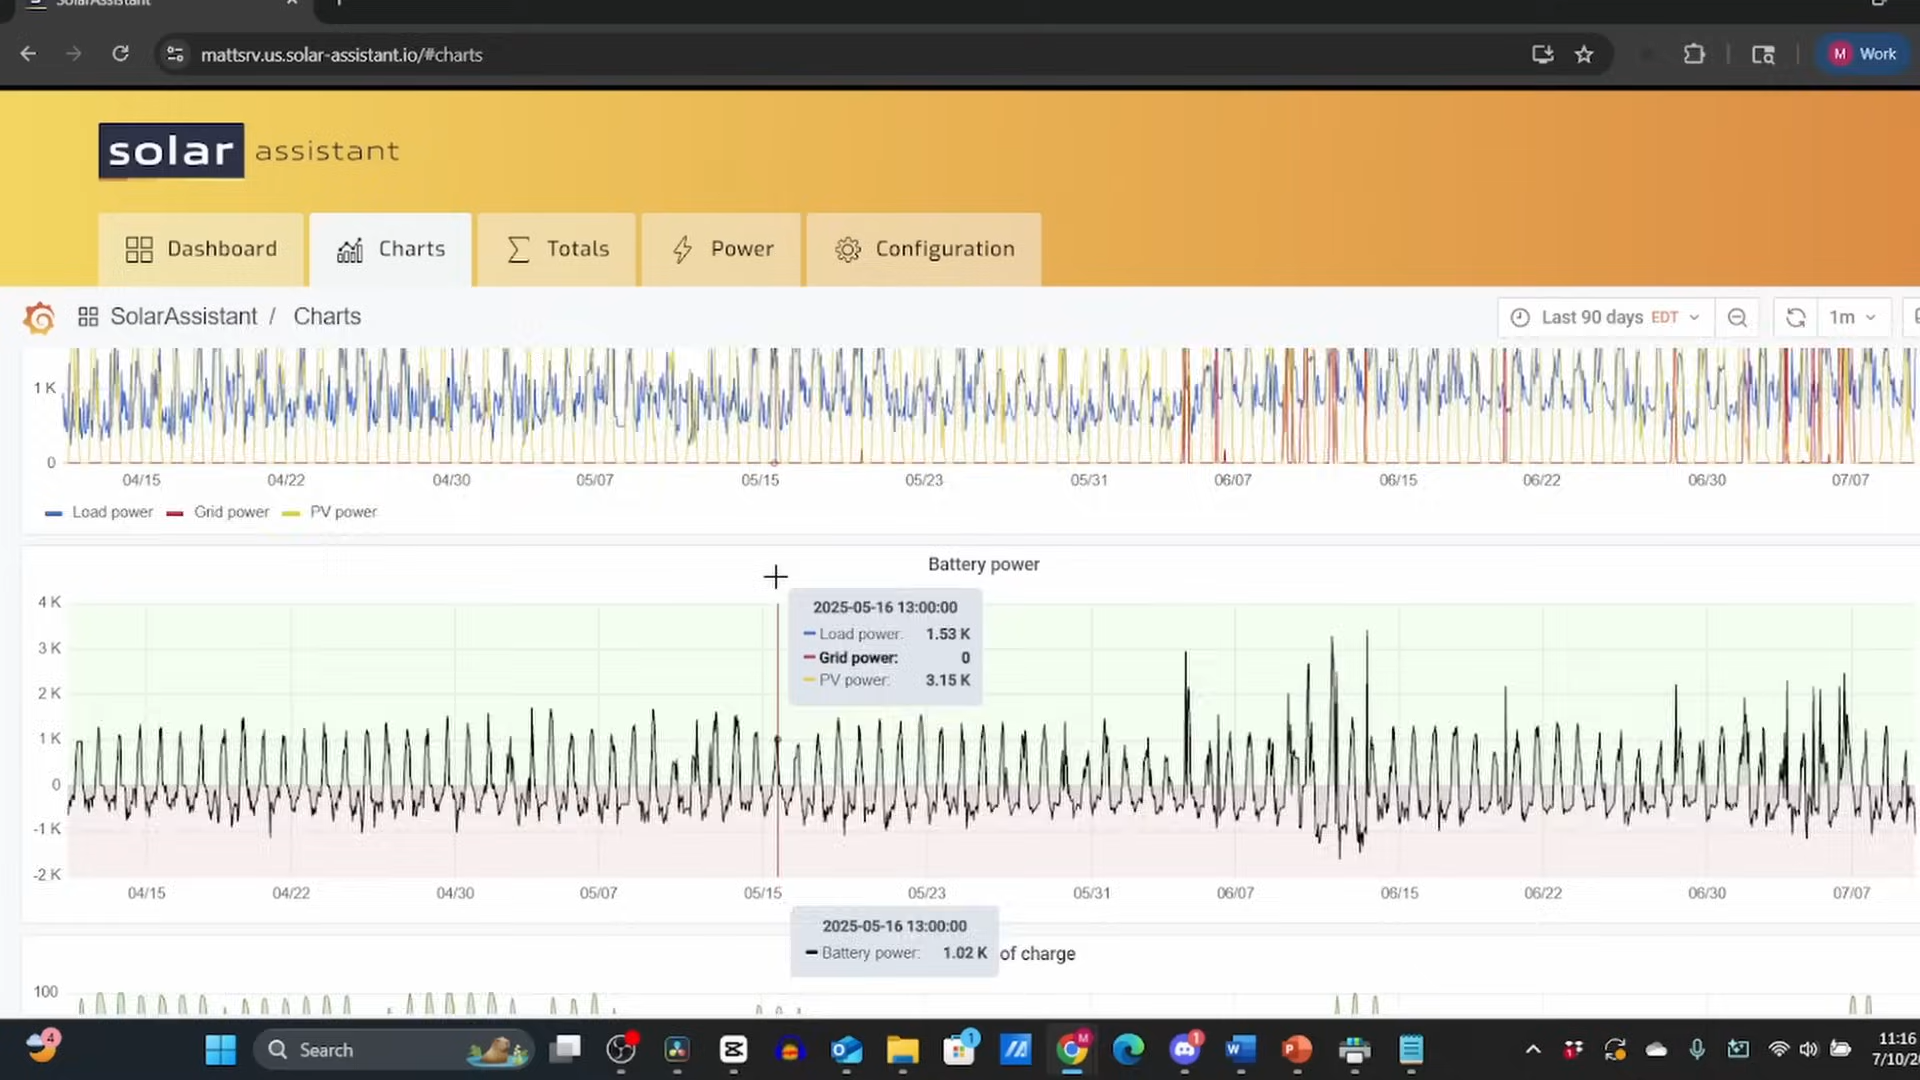 SolarAssistant
mattsrv.us.solar-assistant.io/#charts
M Work
solar assistant
Dashboard
Charts
Totals
Power
Configuration
SolarAssistant / Charts
Last 90 days EDT
1m
1 K
0
04/15 04/22 04/30 05/07 05/15 05/23 05/31 06/07 06/15 06/22 06/30 07/07
Load power Grid power PV power
Battery power
4 K
3 K
2 K
1 K
0
-1 K
-2 K
2025-05-16 13:00:00
Load power: 1.53 K
Grid power: 0
PV power: 3.15 K
04/15 04/22 04/30 05/07 05/15 05/23 05/31 06/07 06/15 06/22 06/30 07/07
2025-05-16 13:00:00
Battery power: 1.02 K
of charge
100
4
Search
1
M
1
11:16
7/10/2